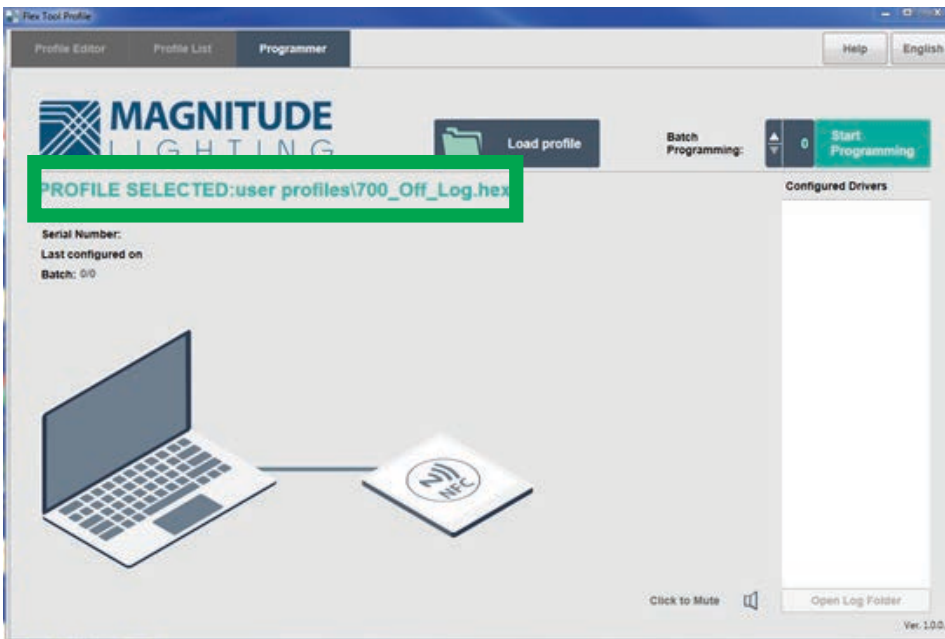 Flex Tool Profile
Profile Editor Profile List Programmer Help English
MAGNITUDE
LIGHTING
Load profile
Batch
Programming:
0
Start
Programming
PROFILE SELECTED:user profiles\700_Off_Log.hex
Configured Drivers
Serial Number:
Last configured on
Batch: 0/0
NFC
Click to Mute
Open Log Folder
Ver. 1.0.0.